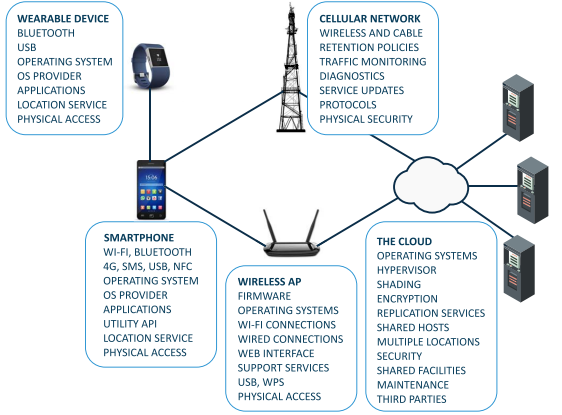 WEARABLE DEVICE
BLUETOOTH
USB
OPERATING SYSTEM
OS PROVIDER
APPLICATIONS
LOCATION SERVICE
PHYSICAL ACCESS
CELLULAR NETWORK
WIRELESS AND CABLE
RETENTION POLICIES
TRAFFIC MONITORING
DIAGNOSTICS
SERVICE UPDATES
PROTOCOLS
PHYSICAL SECURITY
SMARTPHONE
WI-FI, BLUETOOTH
4G, SMS, USB, NFC
OPERATING SYSTEM
OS PROVIDER
APPLICATIONS
UTILITY API
LOCATION SERVICE
PHYSICAL ACCESS
WIRELESS AP
FIRMWARE
OPERATING SYSTEMS
WI-FI CONNECTIONS
WIRED CONNECTIONS
WEB INTERFACE
SUPPORT SERVICES
USB, WPS
PHYSICAL ACCESS
THE CLOUD
OPERATING SYSTEMS
HYPERVISOR
SHADING
ENCRYPTION
REPLICATION SERVICES
SHARED HOSTS
MULTIPLE LOCATIONS
SECURITY
SHARED FACILITIES
MAINTENANCE
THIRD PARTIES